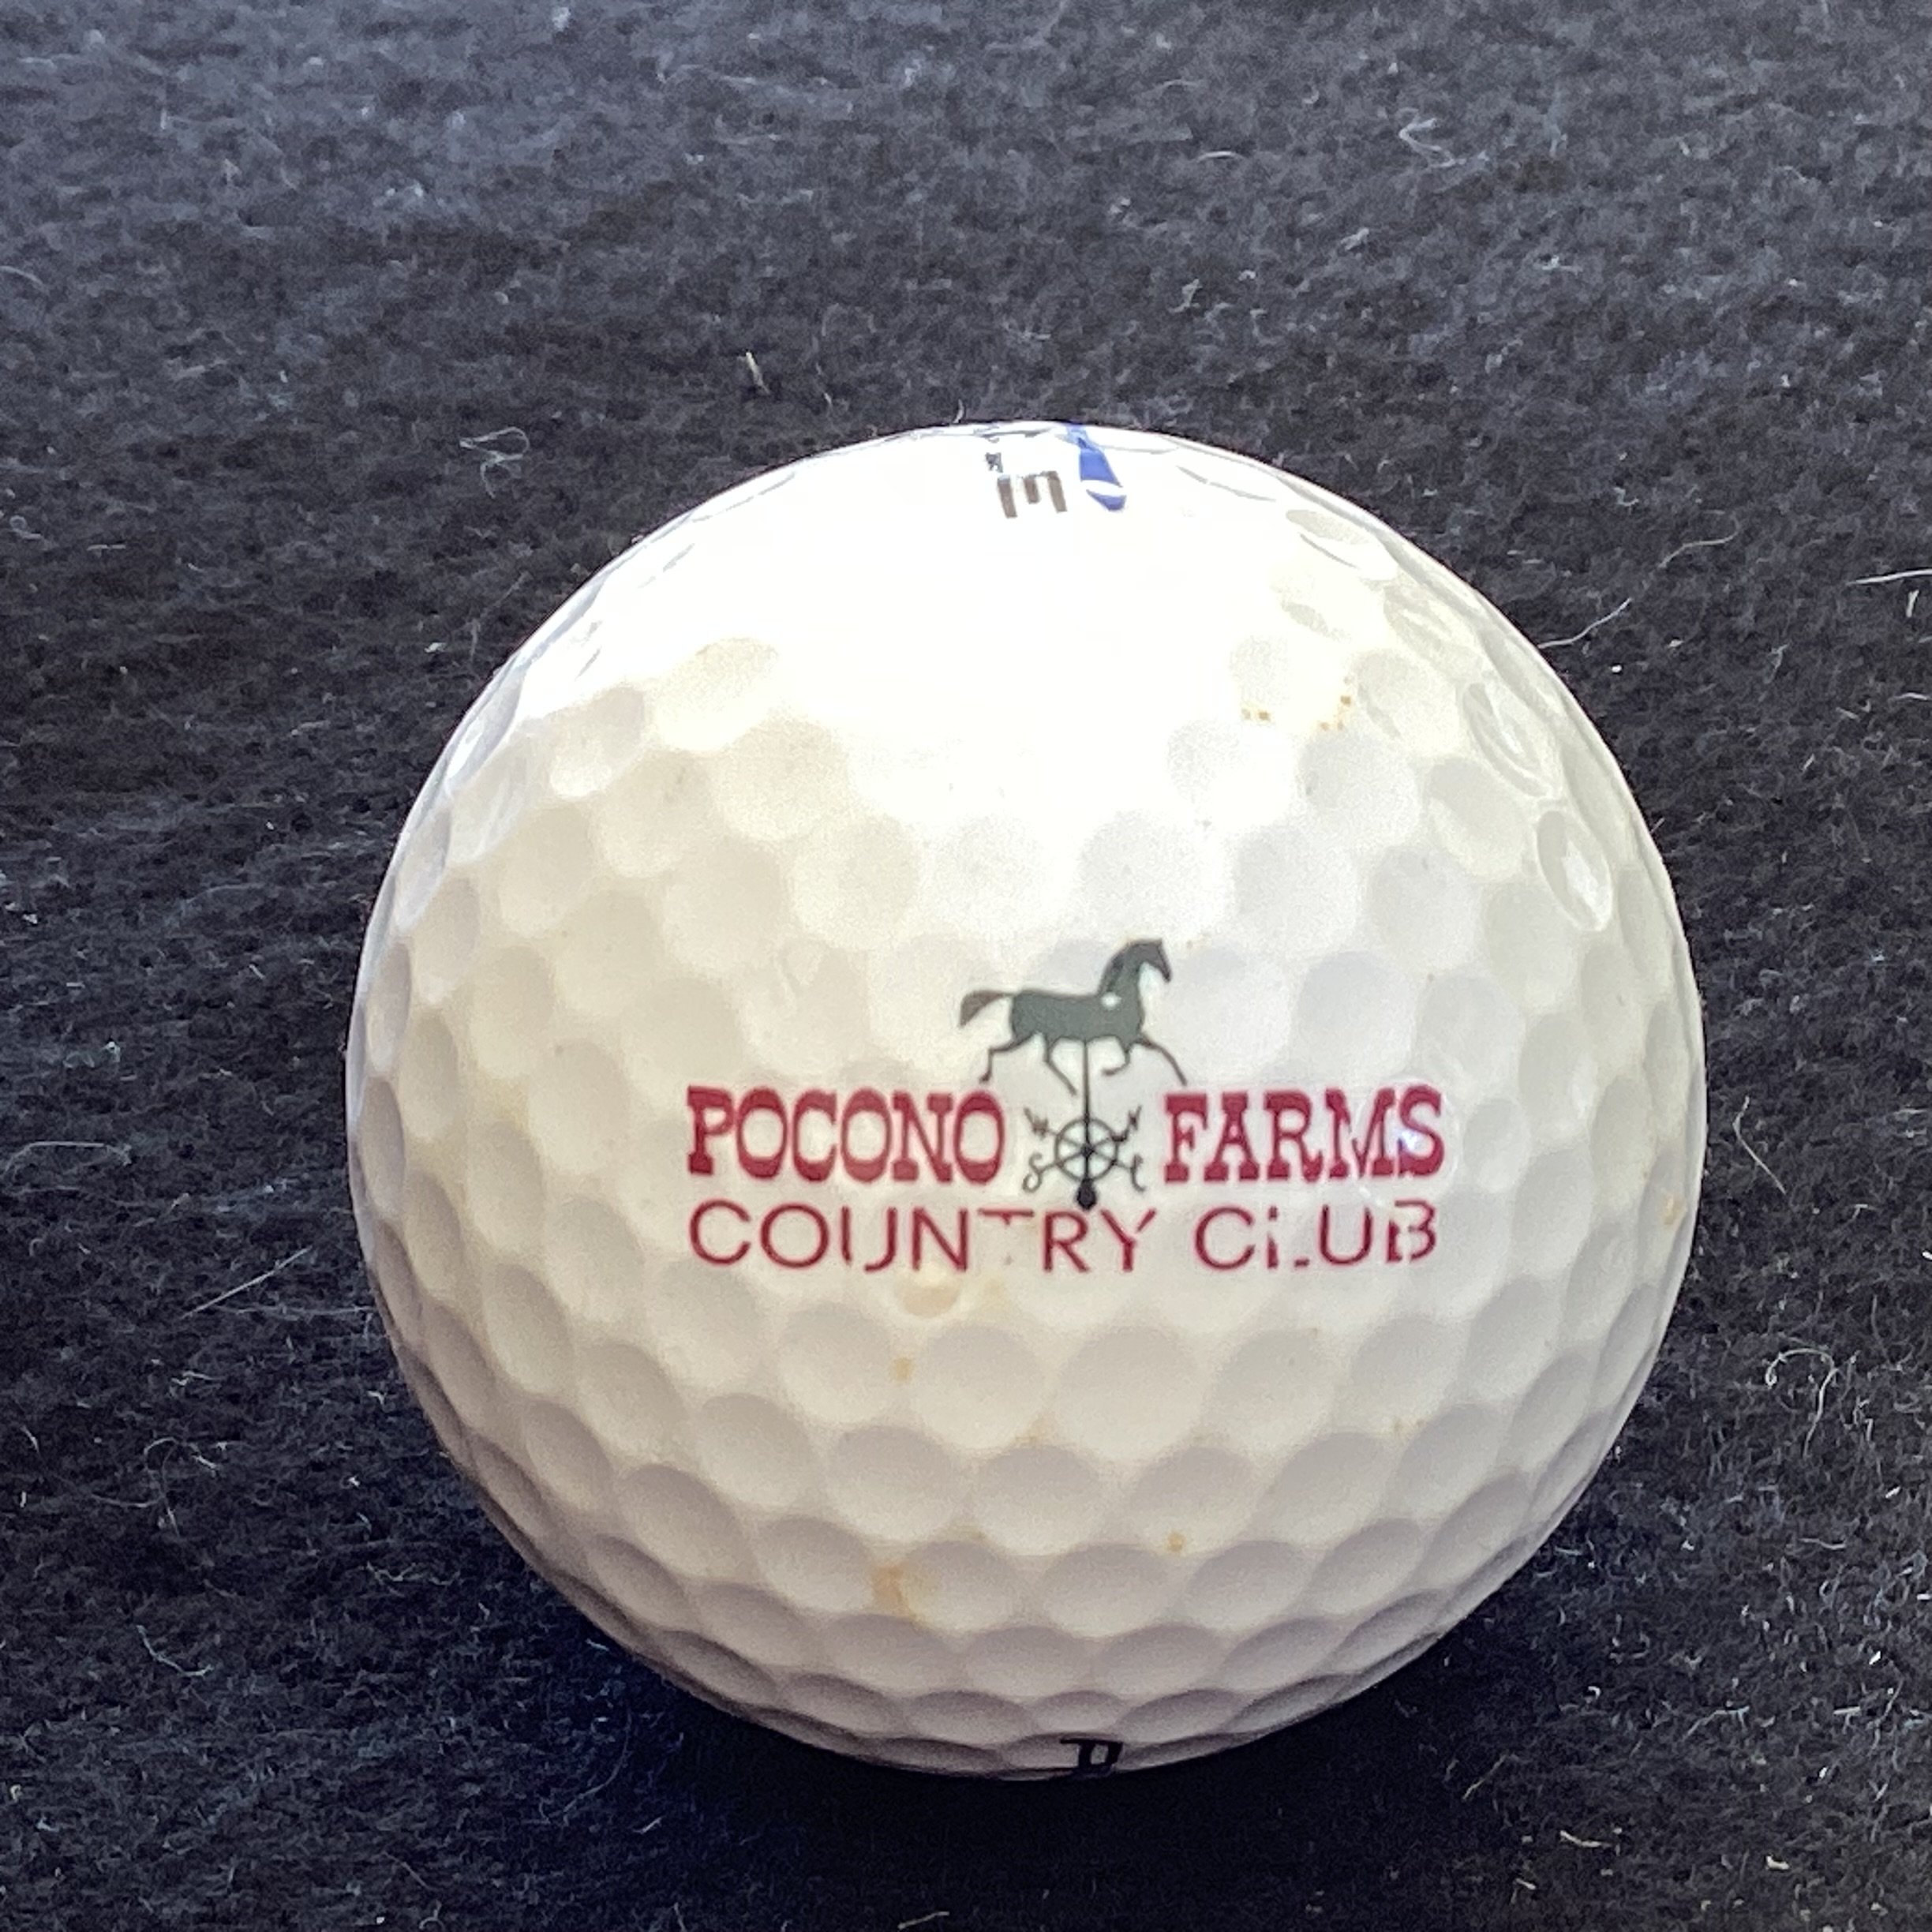 E
POCONO FARMS
COUNTRY CLUB
P